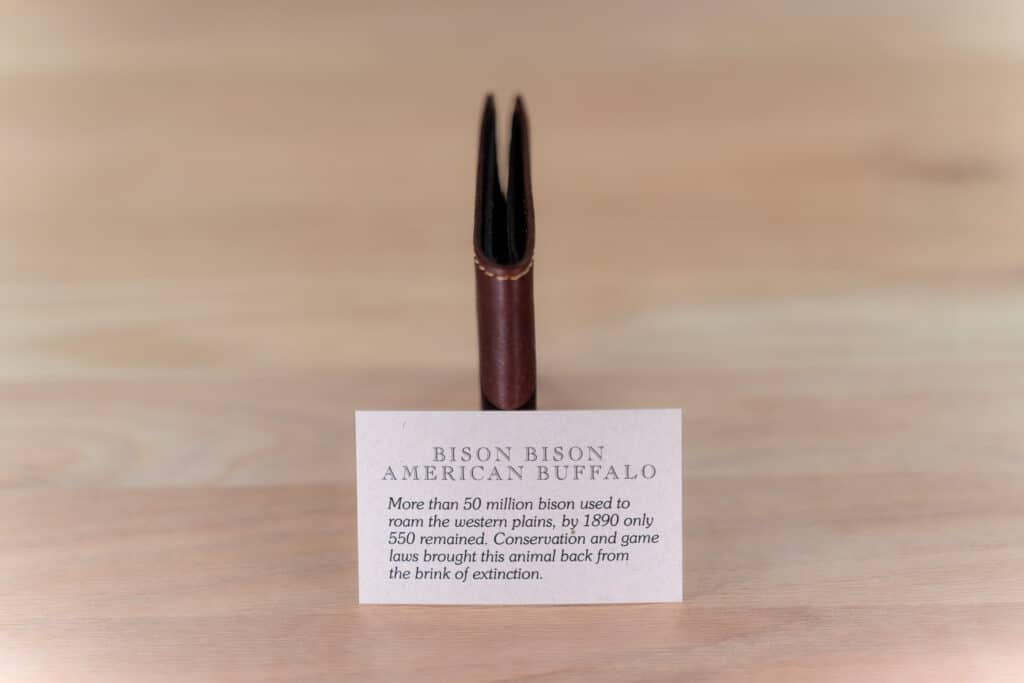 BISON BISON
AMERICAN BUFFALO
More than 50 million bison used to
roam the western plains, by 1890 only
550 remained. Conservation and game
laws brought this animal back from
the brink of extinction.